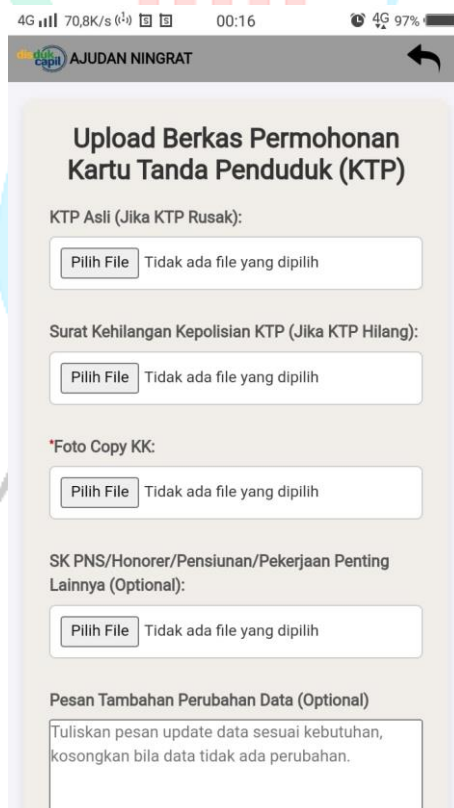 4G 70,8K/s 00:16 4G 97%
disdukcapil AJUDAN NINGRAT
Upload Berkas Permohonan
Kartu Tanda Penduduk (KTP)
KTP Asli (Jika KTP Rusak):
Pilih File Tidak ada file yang dipilih
Surat Kehilangan Kepolisian KTP (Jika KTP Hilang):
Pilih File Tidak ada file yang dipilih
*Foto Copy KK:
Pilih File Tidak ada file yang dipilih
SK PNS/Honorer/Pensiunan/Pekerjaan Penting
Lainnya (Optional):
Pilih File Tidak ada file yang dipilih
Pesan Tambahan Perubahan Data (Optional)
Tuliskan pesan update data sesuai kebutuhan,
kosongkan bila data tidak ada perubahan.